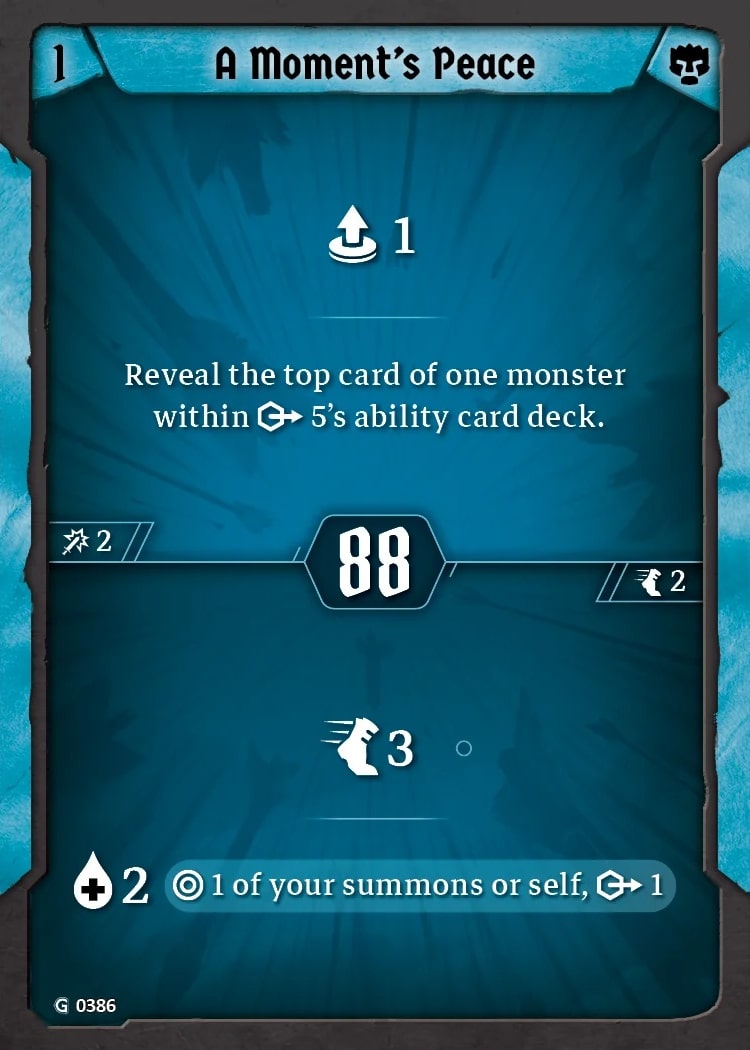 1
A Moment's Peace
1
Reveal the top card of one monster
within 5's ability card deck.
2
88
2
3
2 1 of your summons or self, 1
G 0386